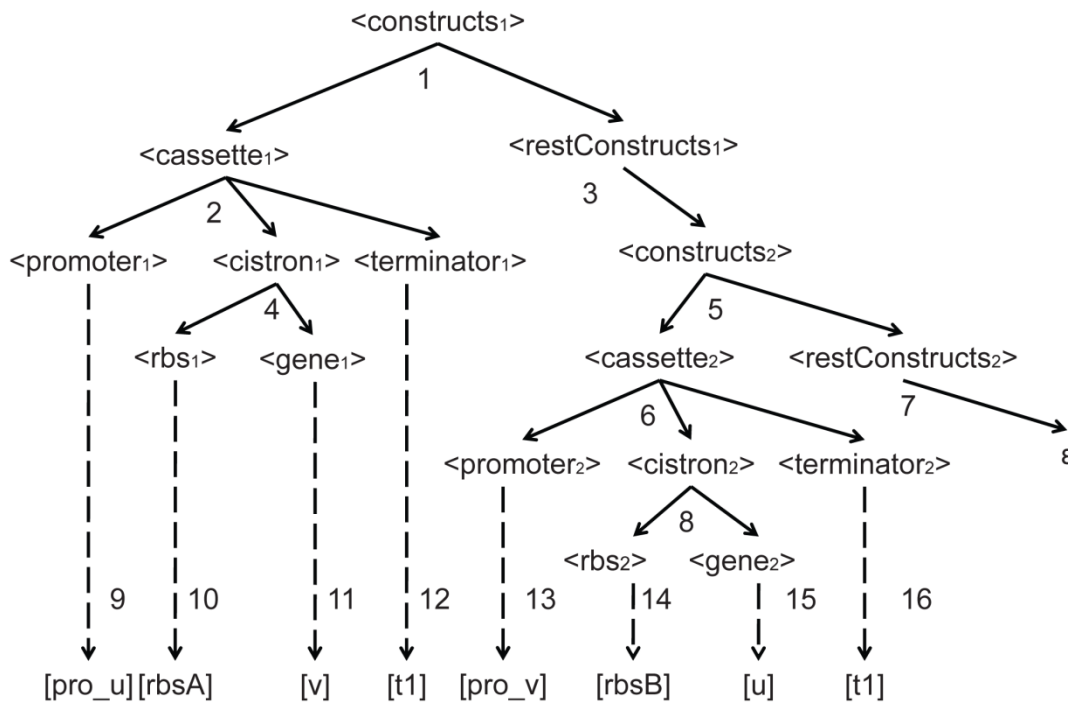 <constructs₁>
1
<cassette₁> <restConstructs₁>
2 3
<promoter₁> <cistron₁> <terminator₁> <constructs₂>
4 5
<rbs₁> <gene₁> <cassette₂> <restConstructs₂>
6 7
<promoter₂> <cistron₂> <terminator₂> ε
8
<rbs₂> <gene₂>
9 10 11 12 13 14 15 16
[pro_u] [rbsA] [v] [t1] [pro_v] [rbsB] [u] [t1]